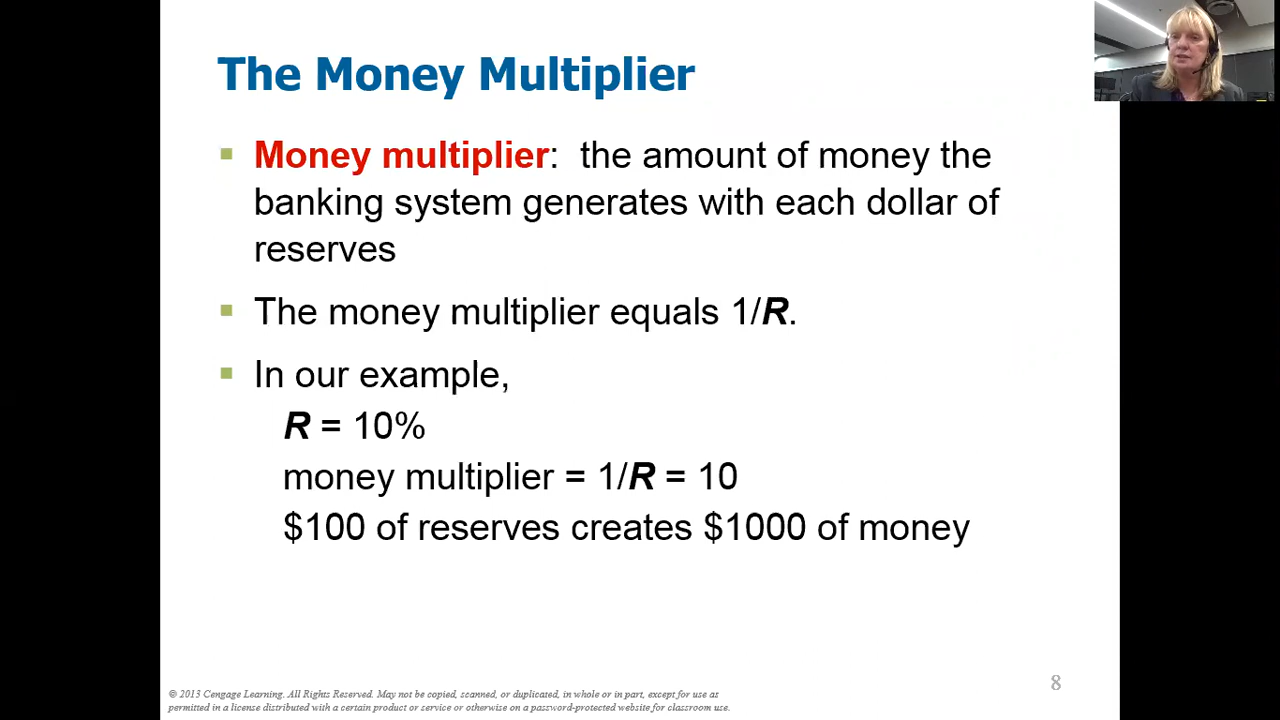 The Money Multiplier
▪ Money multiplier:  the amount of money the
banking system generates with each dollar of
reserves
▪ The money multiplier equals 1/R.
▪ In our example,
R = 10%
money multiplier = 1/R = 10
$100 of reserves creates $1000 of money
© 2013 Cengage Learning. All Rights Reserved. May not be copied, scanned, or duplicated, in whole or in part, except for use as
permitted in a license distributed with a certain product or service or otherwise on a password-protected website for classroom use.
8